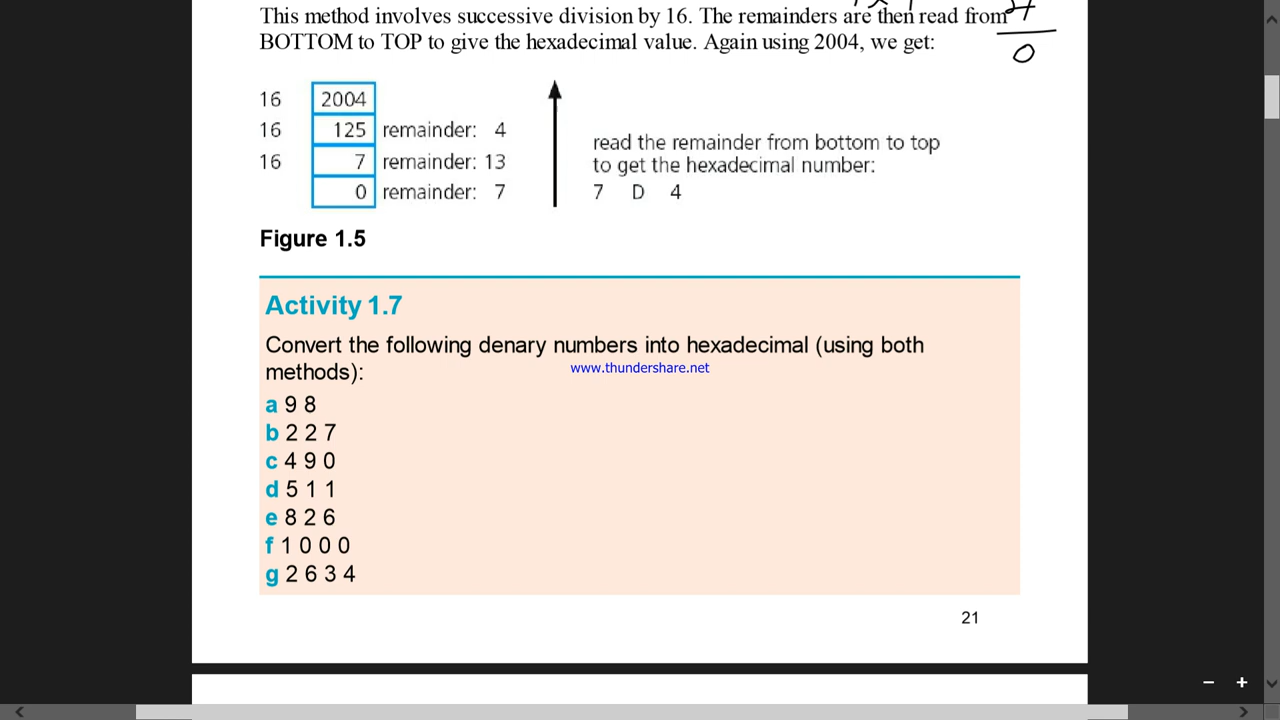 This method involves successive division by 16. The remainders are then read from
BOTTOM to TOP to give the hexadecimal value. Again using 2004, we get:
0
16 2004
16 125 remainder: 4
16 7 remainder: 13
0 remainder: 7
read the remainder from bottom to top
to get the hexadecimal number:
7 D 4
Figure 1.5
Activity 1.7
Convert the following denary numbers into hexadecimal (using both
methods):
www.thundershare.net
a 9 8
b 2 2 7
c 4 9 0
d 5 1 1
e 8 2 6
f 1 0 0 0
g 2 6 3 4
21